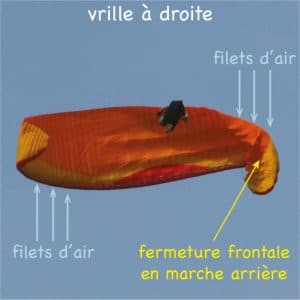 vrille à droite
filets d'air
filets d'air
fermeture frontale
en marche arrière